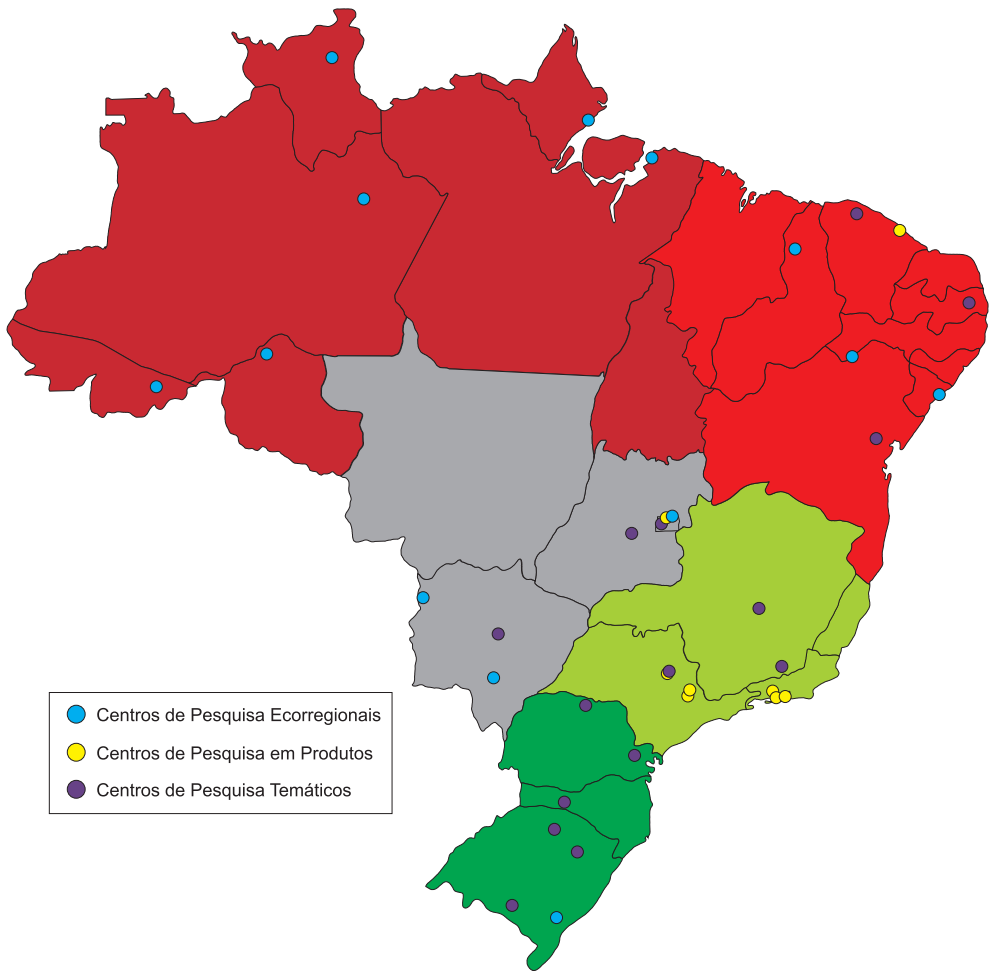 Centros de Pesquisa Ecorregionais
Centros de Pesquisa em Produtos
Centros de Pesquisa Temáticos